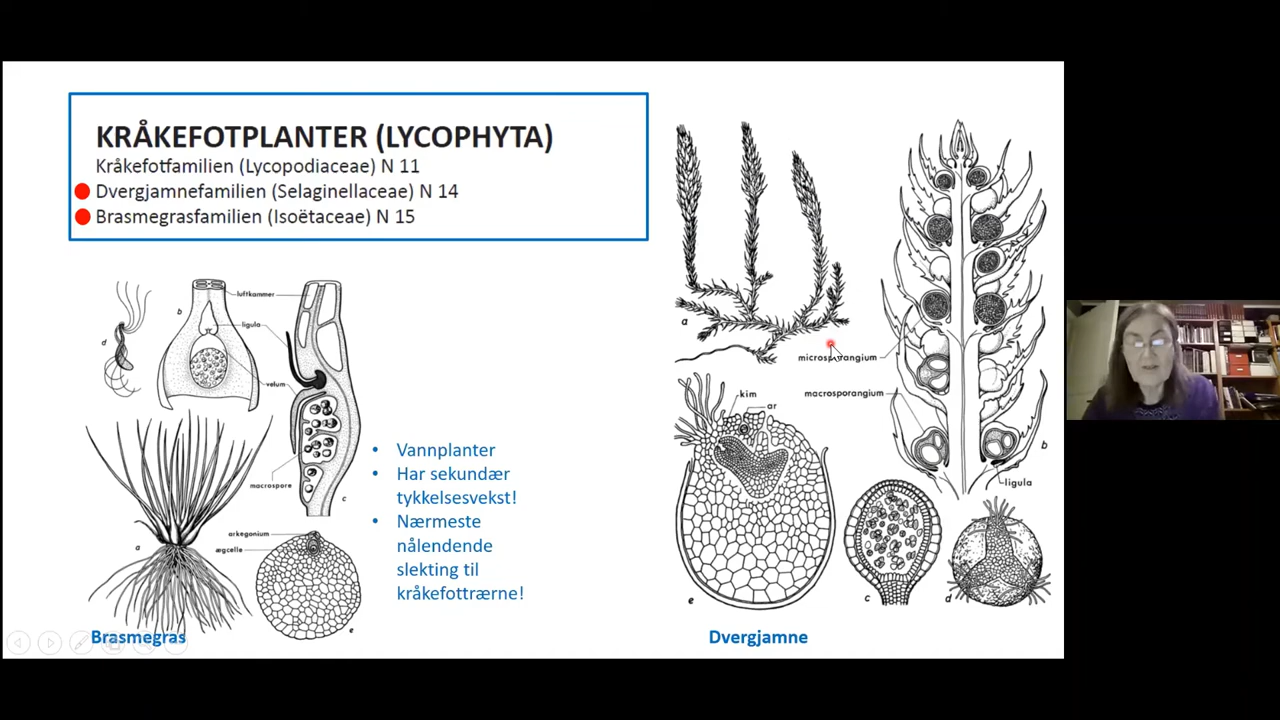 KRÅKEFOTPLANTER (LYCOPHYTA)
Kråkefotfamilien (Lycopodiaceae) N 11
Dvergjamnefamilien (Selaginellaceae) N 14
Brasmegrasfamilien (Isoëtaceae) N 15
luftkammer
b
ligula
d
velum
macrospore
c
arkegonium
ægcelle
a
e
Brasmegras
• Vannplanter
• Har sekundær
tykkelsesvekst!
• Nærmeste
nålendende
slekting til
kråkefottrærne!
a
microsporangium
macrosporangium
kim
ar
b
ligula
e
c
d
Dvergjamne